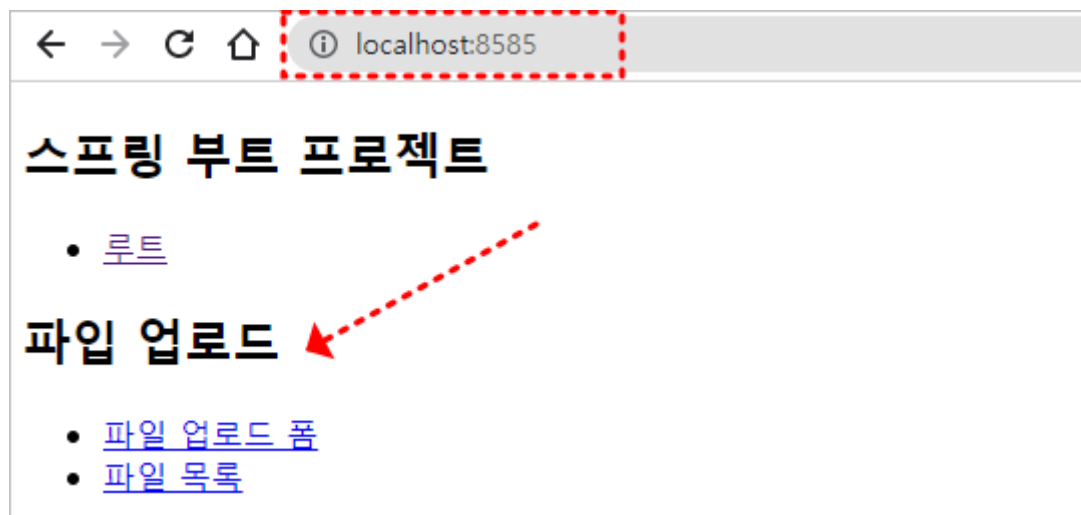 localhost:8585
스프링 부트 프로젝트
루트
파입 업로드
파일 업로드 폼
파일 목록